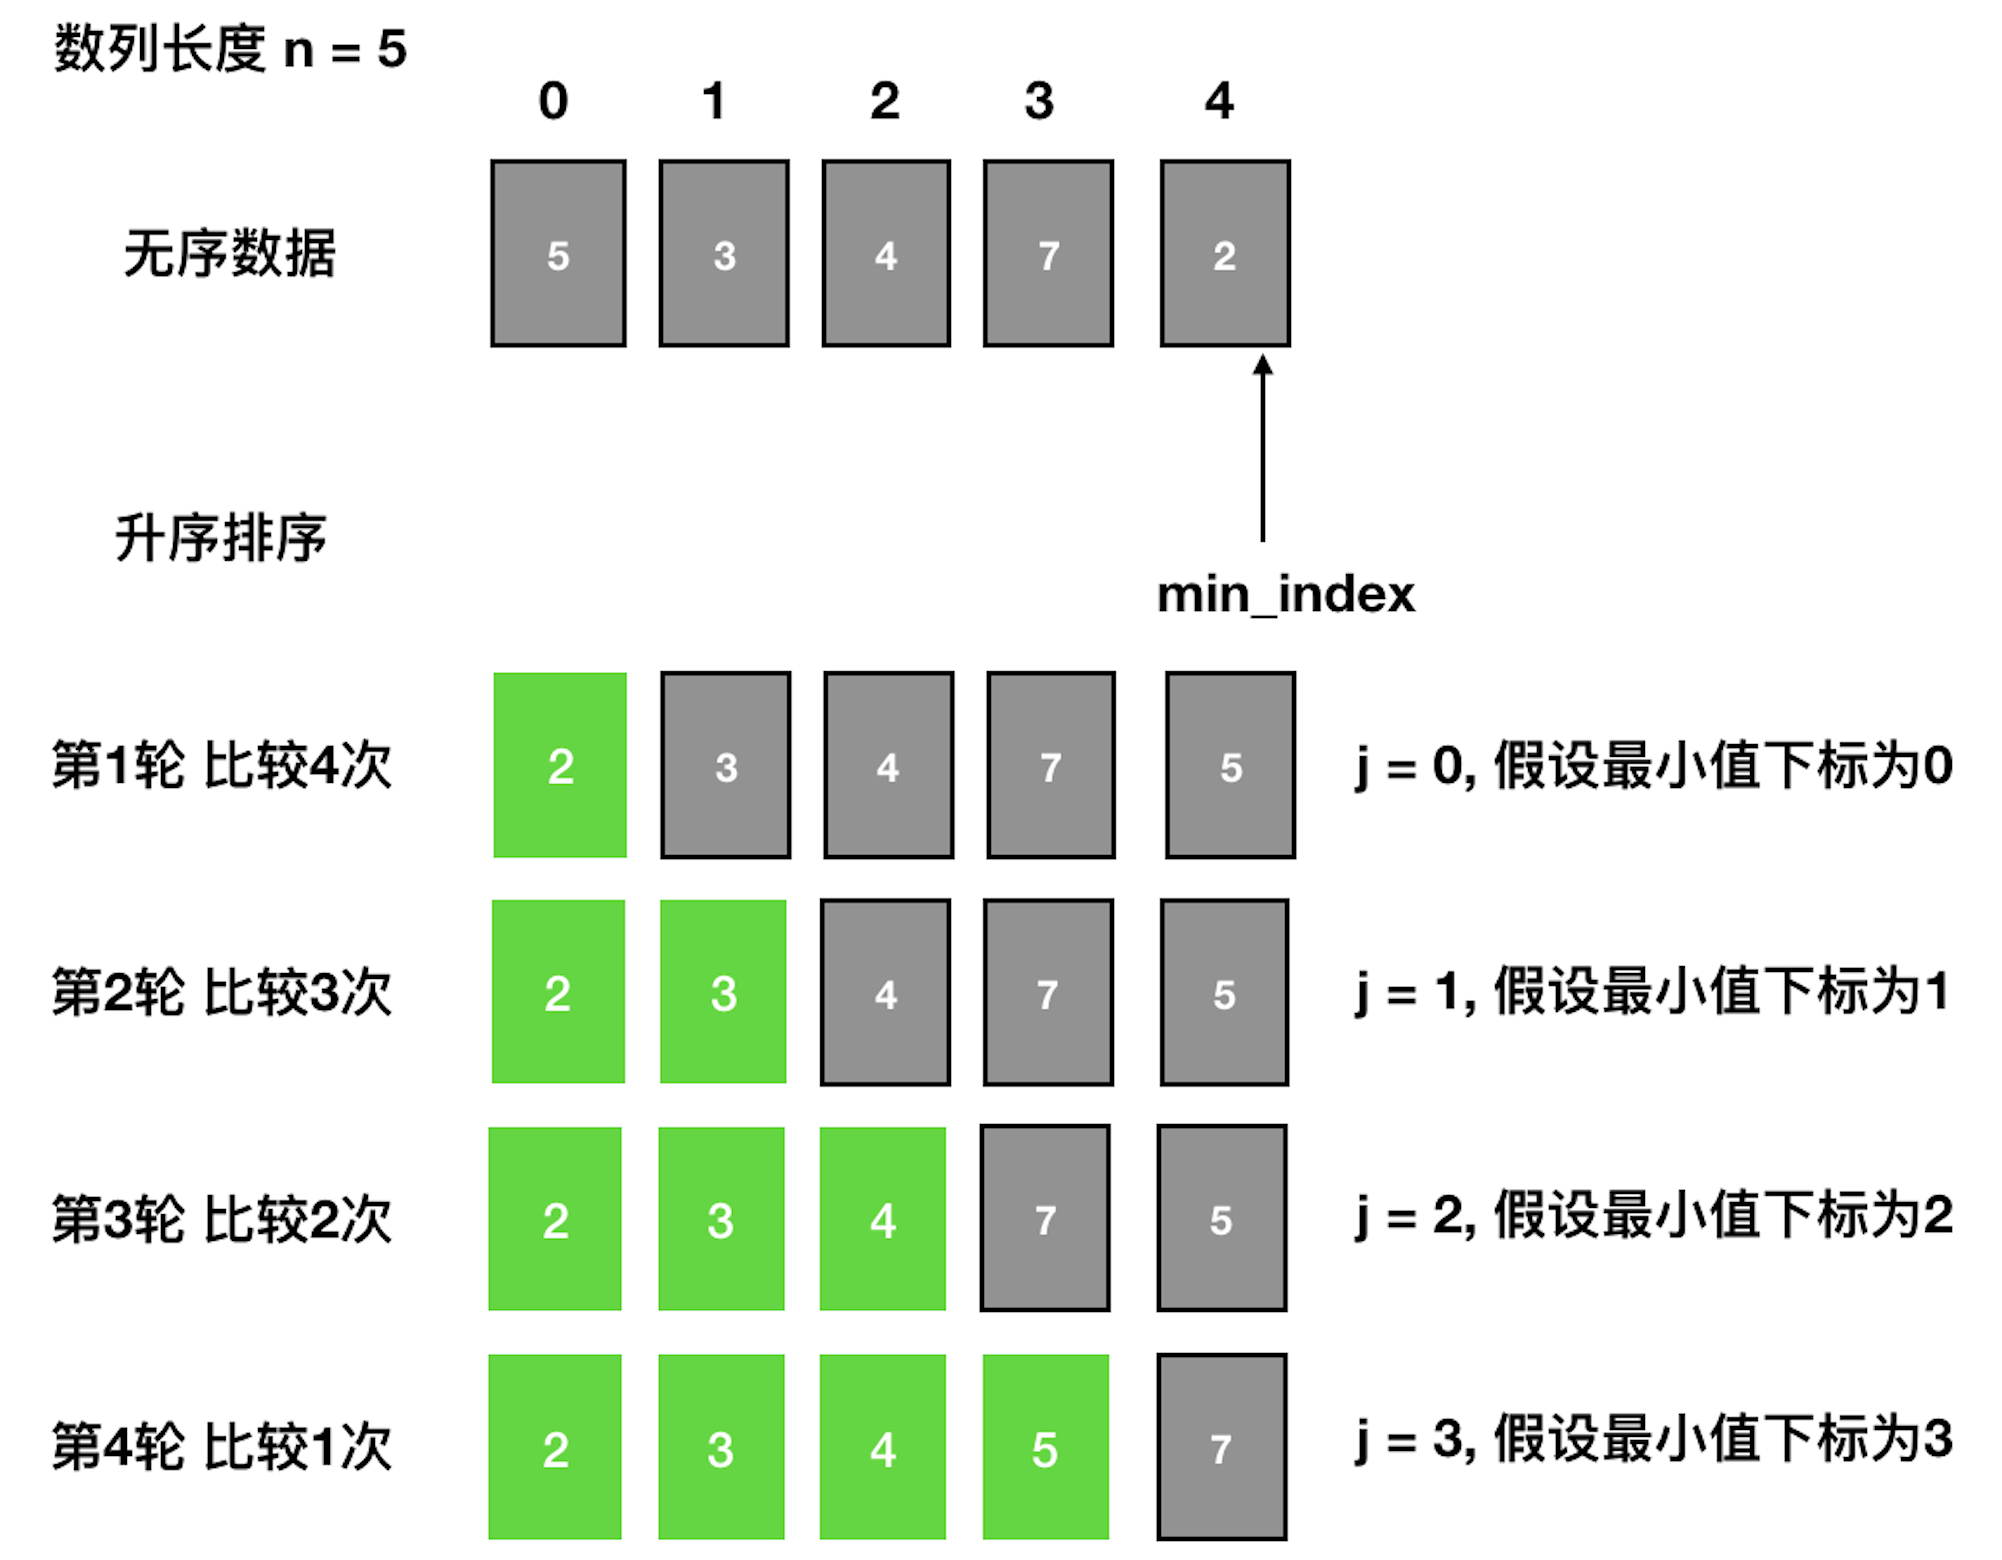 数列长度 n = 5
0 1 2 3 4
无序数据 5 3 4 7 2
升序排序
min_index
第1轮 比较4次 2 3 4 7 5 j = 0, 假设最小值下标为0
第2轮 比较3次 2 3 4 7 5 j = 1, 假设最小值下标为1
第3轮 比较2次 2 3 4 7 5 j = 2, 假设最小值下标为2
第4轮 比较1次 2 3 4 5 7 j = 3, 假设最小值下标为3